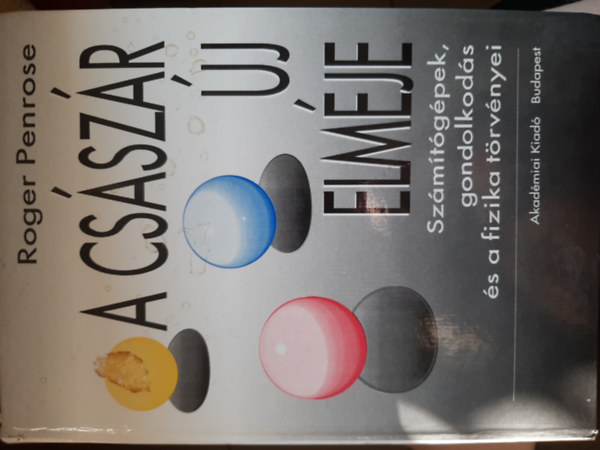 Roger Penrose
A CSÁSZÁR
ÚJ
ELMÉJE
Számítógépek,
gondolkodás
és a fizika törvényei
Akadémiai Kiadó Budapest